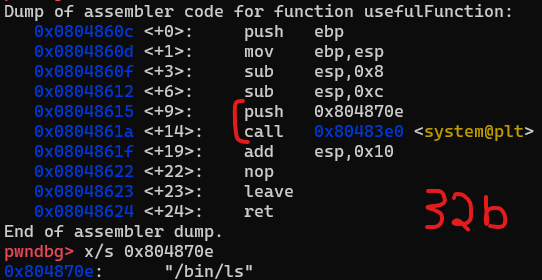 Dump of assembler code for function usefulFunction:
0x0804860c <+0>: push ebp
0x0804860d <+1>: mov ebp,esp
0x0804860f <+3>: sub esp,0x8
0x08048612 <+6>: sub esp,0xc
0x08048615 <+9>: push 0x804870e
0x0804861a <+14>: call 0x80483e0 <system@plt>
0x0804861f <+19>: add esp,0x10
0x08048622 <+22>: nop
0x08048623 <+23>: leave
0x08048624 <+24>: ret
32b
End of assembler dump.
pwndbg> x/s 0x804870e
0x804870e: "/bin/ls"